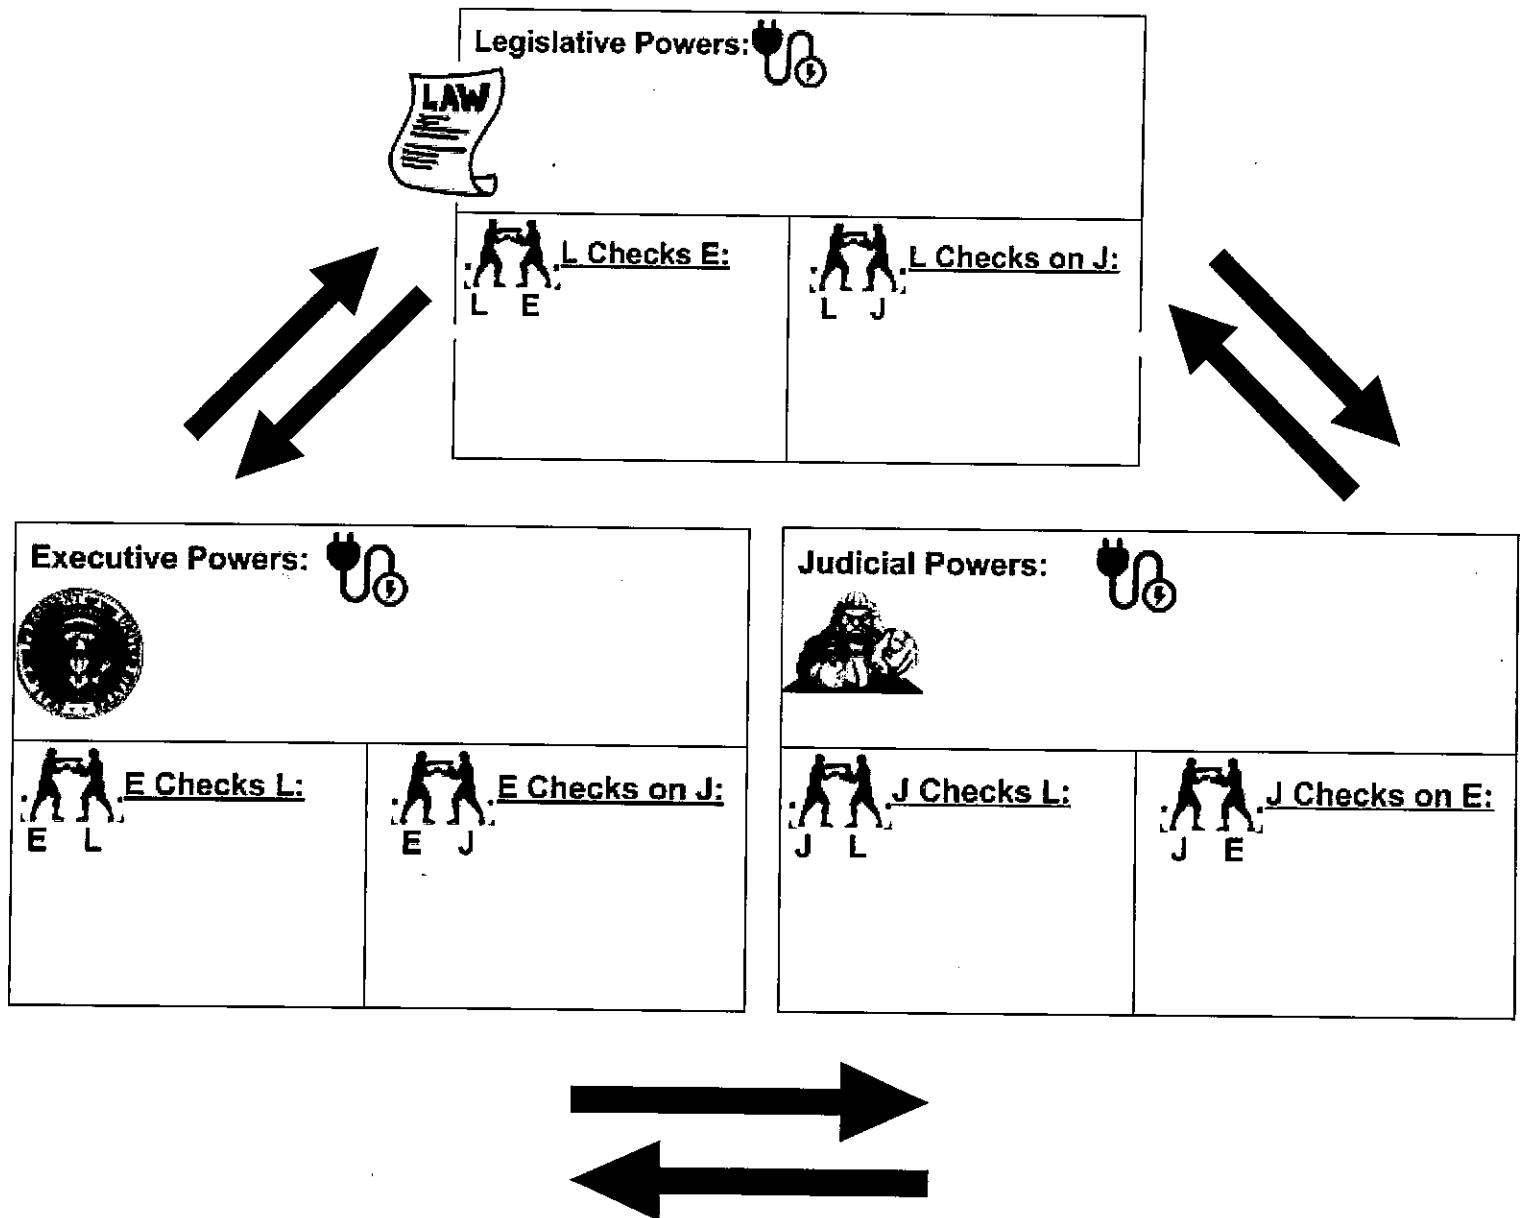 Legislative Powers:
LAW
L Checks E:
L E
L Checks on J:
L J
Executive Powers:
Judicial Powers:
E Checks L:
E L
E Checks on J:
E J
J Checks L:
J L
J Checks on E:
J E